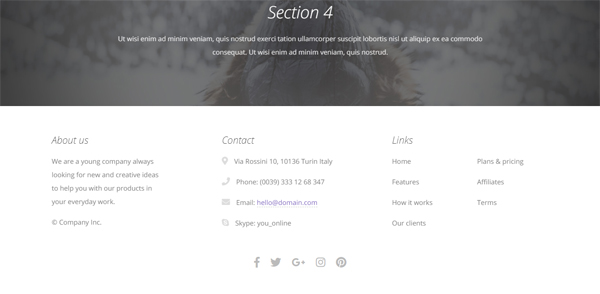 Section 4
Ut wisi enim ad minim veniam, quis nostrud exerci tation ullamcorper suscipit lobortis nisl ut aliquip ex ea commodo
consequat. Ut wisi enim ad minim veniam, quis nostrud.
About us
We are a young company always
looking for new and creative ideas
to help you with our products in
your everyday work.
© Company Inc.
Contact
Via Rossini 10, 10136 Turin Italy
Phone: (0039) 333 12 68 347
Email: hello@domain.com
Skype: you_online
Links
Home
Features
How it works
Our clients
Plans & pricing
Affiliates
Terms